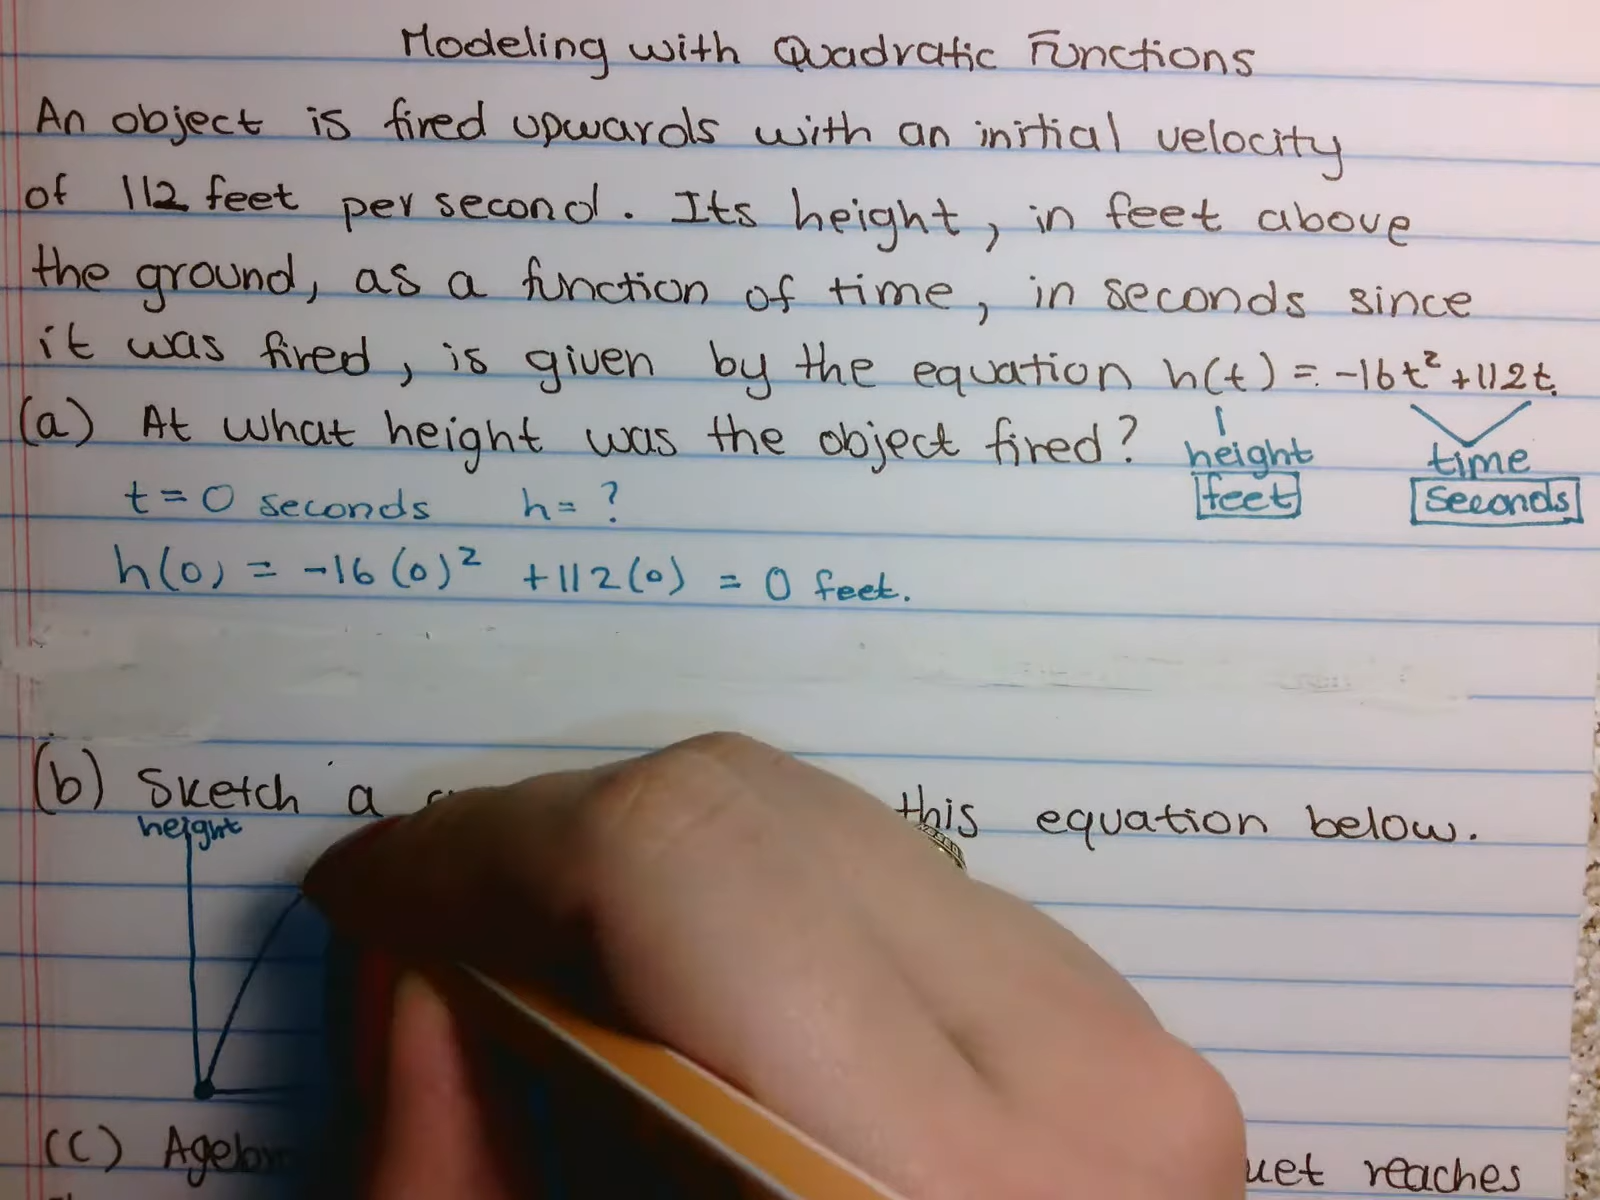 Modeling with Quadratic Functions
An object is fired upwards with an initial velocity
of 112 feet per second. Its height, in feet above
the ground, as a function of time, in seconds since
it was fired, is given by the equation h(t) = -16t² +112t.
(a) At what height was the object fired?
height
time
feet
seconds
t = 0 seconds h = ?
h(0) = -16(0)² +112(0) = 0 feet.
(b) Sketch a this equation below.
height
(c) reaches